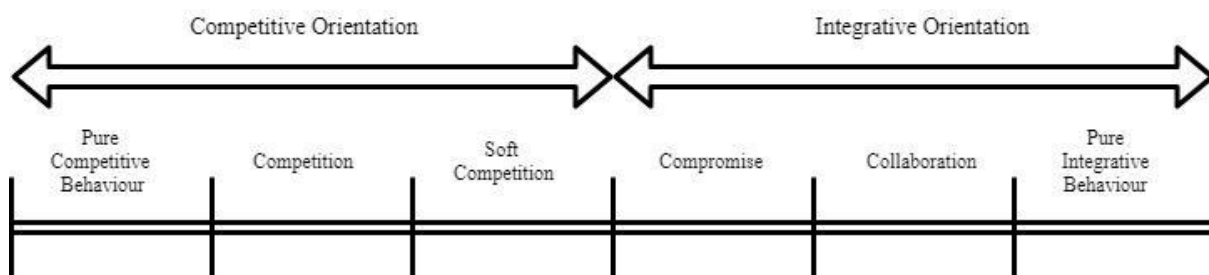 Competitive Orientation
Integrative Orientation
Pure
Competitive
Behaviour
Competition
Soft
Competition
Compromise
Collaboration
Pure
Integrative
Behaviour